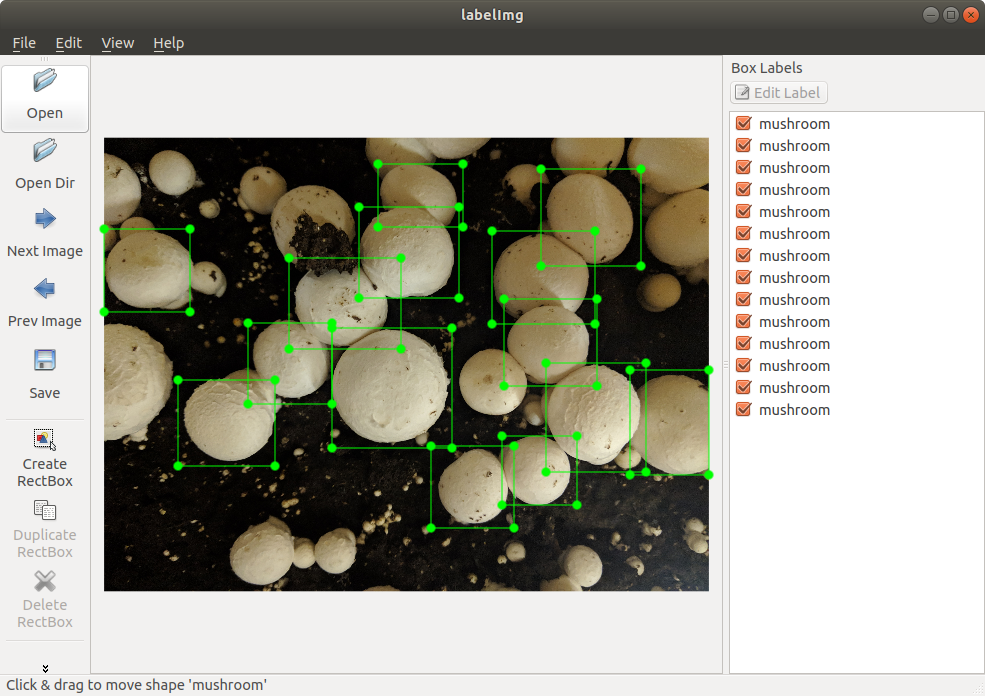 labelImg
File Edit View Help
Open
Open Dir
Next Image
Prev Image
Save
Create
RectBox
Duplicate
RectBox
Delete
RectBox
Box Labels
Edit Label
mushroom
mushroom
mushroom
mushroom
mushroom
mushroom
mushroom
mushroom
mushroom
mushroom
mushroom
mushroom
mushroom
mushroom
Click & drag to move shape 'mushroom'